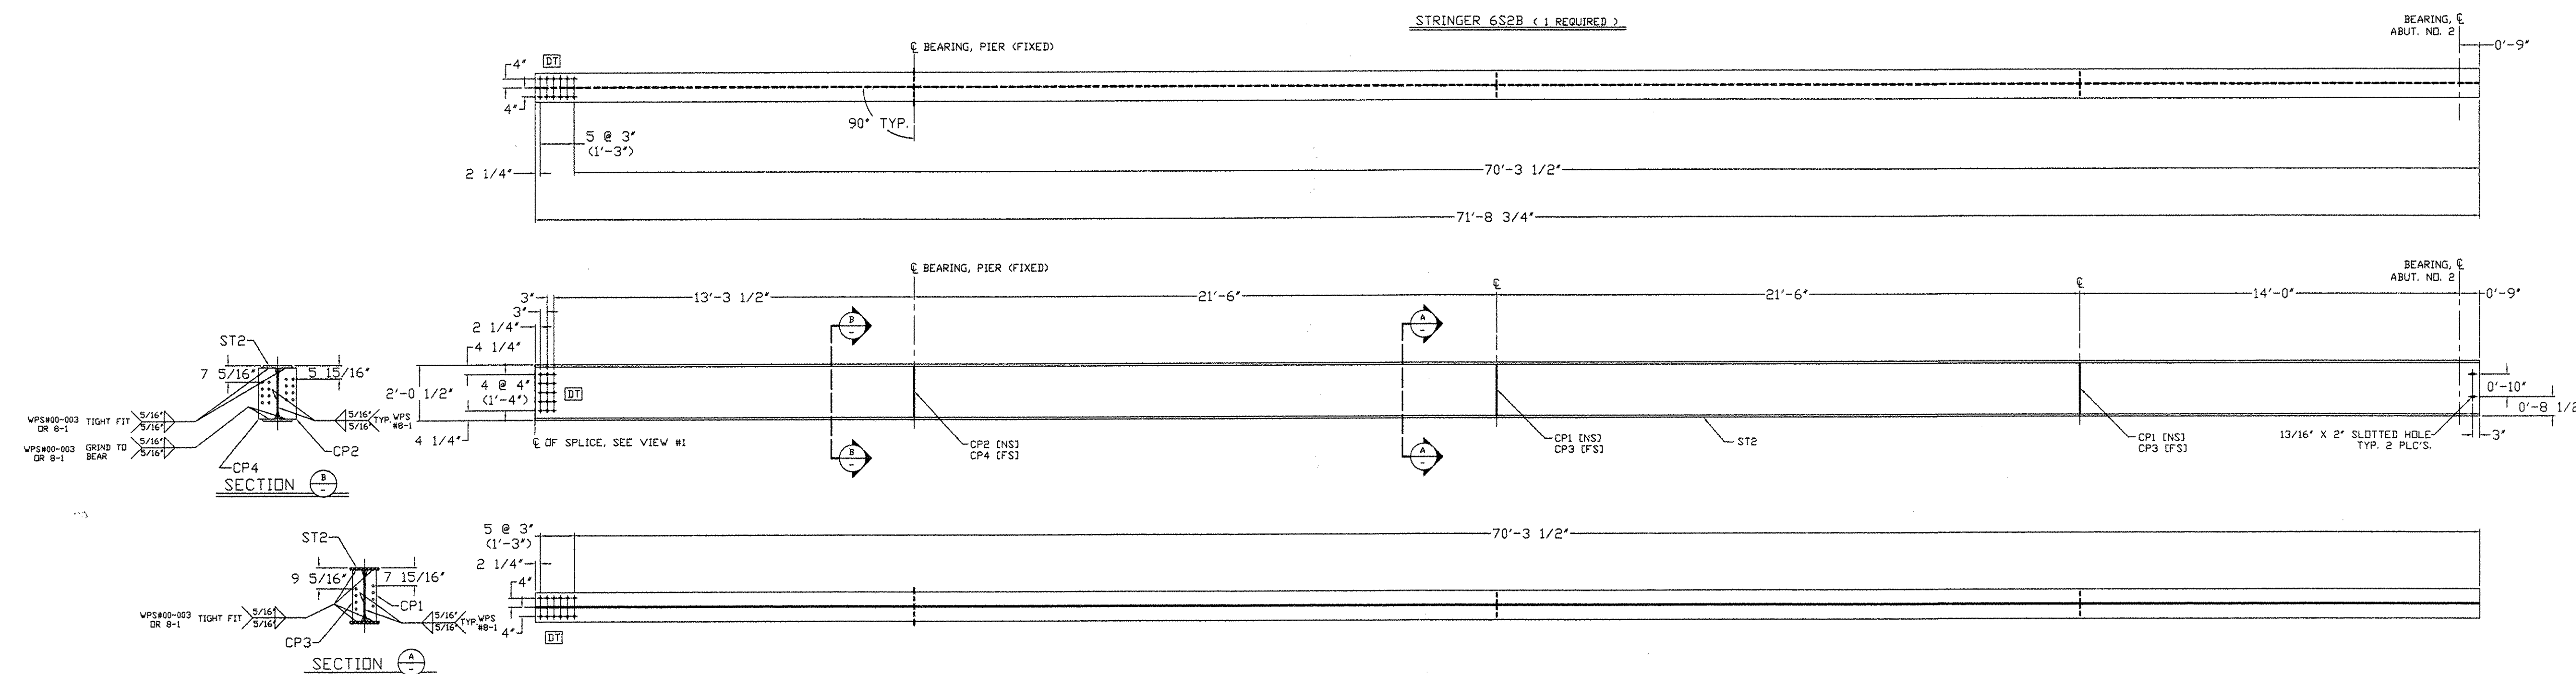 STRINGER 6S2B ( 1 REQUIRED )
BEARING, ℄
ABUT. NO. 2
0'-9"
℄ BEARING, PIER (FIXED)
DT
4"
4"
90° TYP.
5 @ 3"
(1'-3")
2 1/4"
70'-3 1/2"
71'-8 3/4"
℄ BEARING, PIER (FIXED)
BEARING, ℄
ABUT. NO. 2
℄
℄
3"
13'-3 1/2"
21'-6"
21'-6"
14'-0"
0'-9"
3"
2 1/4"
B
-
A
-
4 1/4"
ST2
7 5/16"
5 15/16"
2'-0 1/2"
4 @ 4"
(1'-4")
DT
0'-10"
0'-8 1/2
WPS#00-003
OR 8-1
TIGHT FIT
5/16"
5/16"
5/16"
5/16"
TYP.
WPS
#8-1
4 1/4"
℄ OF SPLICE, SEE VIEW #1
CP2 [NS]
CP4 [FS]
CP1 [NS]
CP3 [FS]
ST2
CP1 [NS]
CP3 [FS]
13/16" X 2" SLOTTED HOLE
TYP. 2 PLC'S.
3"
WPS#00-003
OR 8-1
GRIND TO
BEAR
5/16"
5/16"
CP2
CP4
B
-
A
-
SECTION B
-
5 @ 3"
(1'-3")
70'-3 1/2"
2 1/4"
ST2
9 5/16"
7 15/16"
4"
CP1
WPS#00-003
OR 8-1
TIGHT FIT
5/16"
5/16"
5/16"
5/16"
TYP.
WPS
#8-1
4"
DT
CP3
SECTION A
-